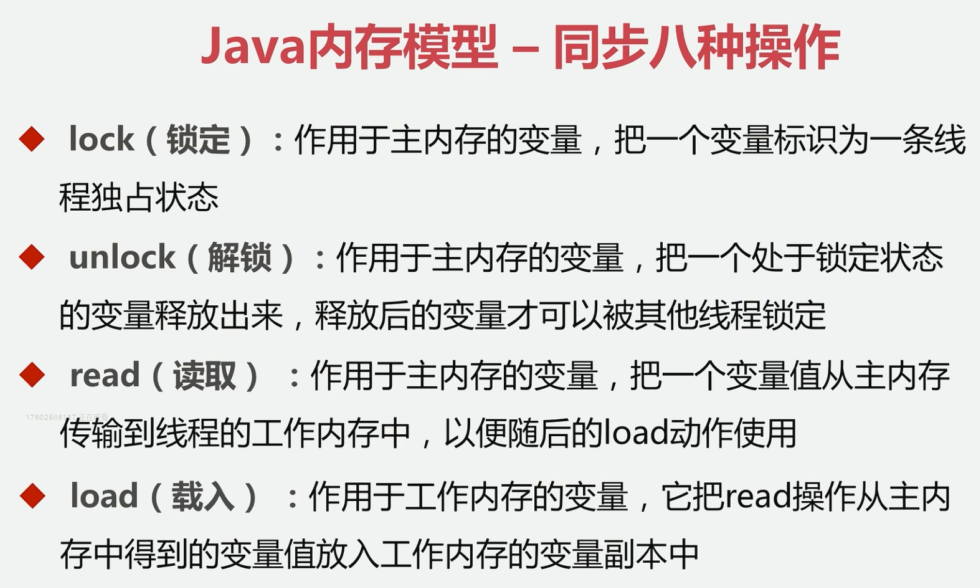 Java内存模型 – 同步八种操作
◆ lock（锁定）：作用于主内存的变量，把一个变量标识为一条线
程独占状态
◆ unlock（解锁）：作用于主内存的变量，把一个处于锁定状态
的变量释放出来，释放后的变量才可以被其他线程锁定
◆ read（读取）：作用于主内存的变量，把一个变量值从主内存
传输到线程的工作内存中，以便随后的load动作使用
◆ load（载入）：作用于工作内存的变量，它把read操作从主内
存中得到的变量值放入工作内存的变量副本中